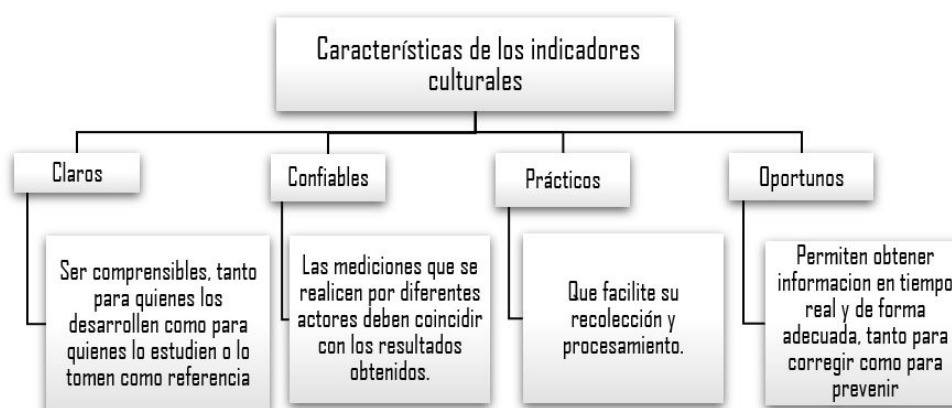 Características de los indicadores
culturales
Claros
Confiables
Prácticos
Oportunos
Ser comprensibles, tanto
para quienes los
desarrollen como para
quienes lo estudien o lo
tomen como referencia
Las mediciones que se
realicen por diferentes
actores deben coincidir
con los resultados
obtenidos.
Que facilite su
recolección y
procesamiento.
Permiten obtener
informacion en tiempo
real y de forma
adecuada, tanto para
corregir como para
prevenir